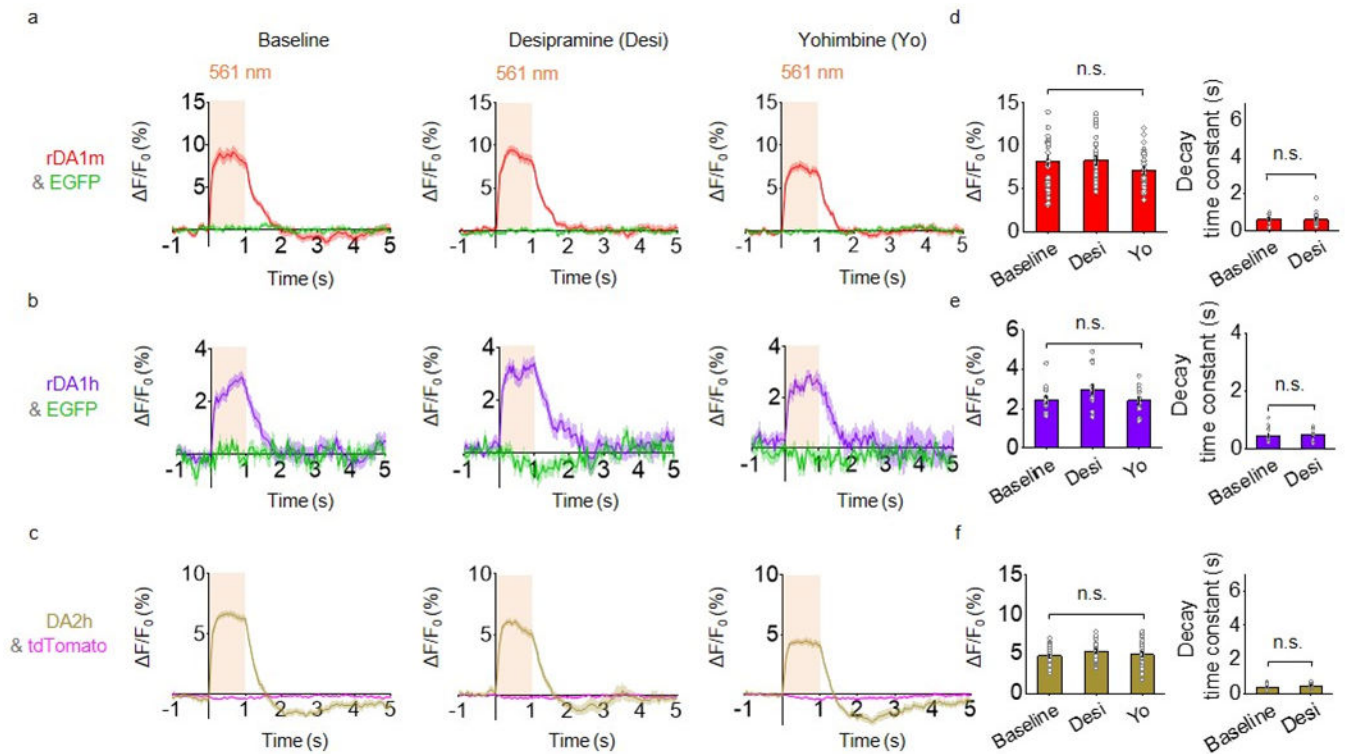 a
Baseline
Desipramine (Desi)
Yohimbine (Yo)
561 nm
561 nm
561 nm
rDA1m
& EGFP
ΔF/F0 (%)
15
10
5
-1
1
2
3
4
5
Time (s)
ΔF/F0 (%)
15
10
5
-1
1
2
3
4
5
Time (s)
ΔF/F0 (%)
15
10
5
-1
1
2
3
4
5
Time (s)
d
n.s.
ΔF/F0 (%)
15
10
5
0
Baseline
Desi
Yo
n.s.
Decay
time constant (s)
6
4
2
0
Baseline
Desi
b
rDA1h
& EGFP
ΔF/F0 (%)
4
2
-1
1
2
3
4
5
Time (s)
ΔF/F0 (%)
4
2
-1
1
2
3
4
5
Time (s)
ΔF/F0 (%)
4
2
-1
1
2
3
4
5
Time (s)
e
n.s.
ΔF/F0 (%)
6
4
2
0
Baseline
Desi
Yo
n.s.
Decay
time constant (s)
4
2
0
Baseline
Desi
c
DA2h
& tdTomato
ΔF/F0 (%)
10
5
-1
1
2
3
4
5
Time (s)
ΔF/F0 (%)
10
5
-1
1
2
3
4
5
Time (s)
ΔF/F0 (%)
10
5
-1
1
2
3
4
5
Time (s)
f
n.s.
ΔF/F0 (%)
15
10
5
0
Baseline
Desi
Yo
n.s.
Decay
time constant (s)
6
4
2
0
Baseline
Desi